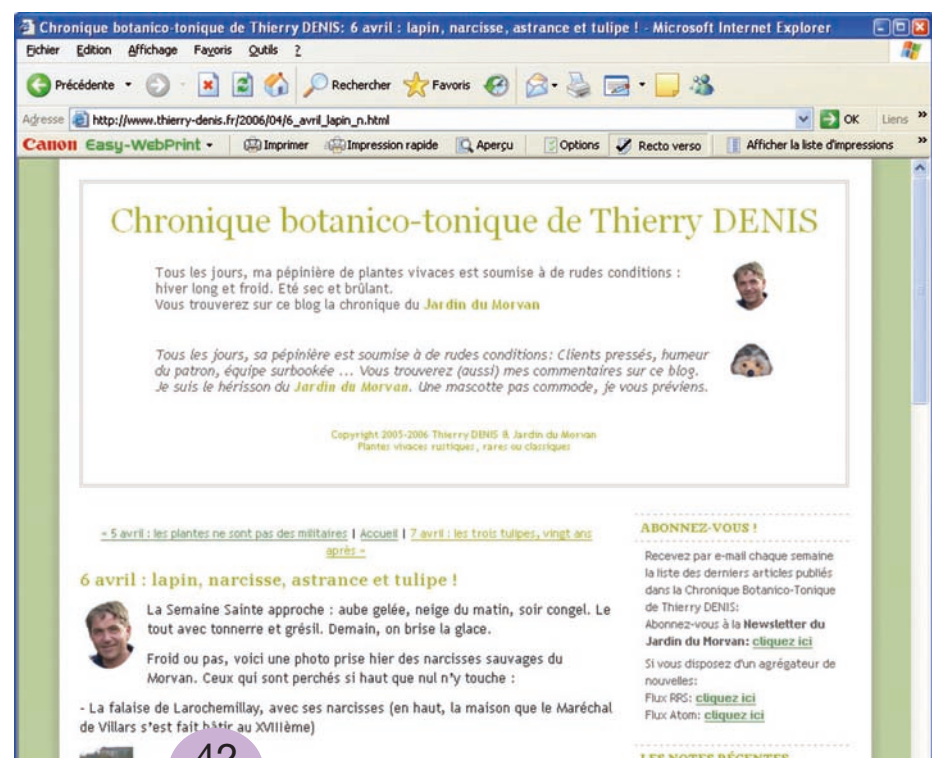 Chronique botanico-tonique de Thierry DENIS: 6 avril : lapin, narcisse, astrance et tulipe ! - Microsoft Internet Explorer
Fichier Edition Affichage Favoris Outils ?
Précédente Rechercher Favoris
Adresse http://www.thierry-denis.fr/2006/04/6_avril_lapin_n.html OK Liens »
Canon Easy-WebPrint Imprimer Impression rapide Aperçu Options Recto verso Afficher la liste d'impressions »
Chronique botanico-tonique de Thierry DENIS
Tous les jours, ma pépinière de plantes vivaces est soumise à de rudes conditions :
hiver long et froid. Eté sec et brûlant.
Vous trouverez sur ce blog la chronique du Jardin du Morvan
Tous les jours, sa pépinière est soumise à de rudes conditions: Clients pressés, humeur
du patron, équipe surbookée ... Vous trouverez (aussi) mes commentaires sur ce blog.
Je suis le hérisson du Jardin du Morvan. Une mascotte pas commode, je vous préviens.
Copyright 2005-2006 Thierry DENIS & Jardin du Morvan
Plantes vivaces rustiques, rares ou classiques
« 5 avril : les plantes ne sont pas des militaires | Accueil | 7 avril : les trois tulipes, vingt ans
après »
6 avril : lapin, narcisse, astrance et tulipe !
La Semaine Sainte approche : aube gelée, neige du matin, soir congel. Le
tout avec tonnerre et grésil. Demain, on brise la glace.
Froid ou pas, voici une photo prise hier des narcisses sauvages du
Morvan. Ceux qui sont perchés si haut que nul n'y touche :
- La falaise de Larochemillay, avec ses narcisses (en haut, la maison que le Maréchal
de Villars s'est fait bâtir au XVIIIème)
42
ABONNEZ-VOUS !
Recevez par e-mail chaque semaine
la liste des derniers articles publiés
dans la Chronique Botanico-Tonique
de Thierry DENIS:
Abonnez-vous à la Newsletter du
Jardin du Morvan: cliquez ici
Si vous disposez d'un agrégateur de
nouvelles:
Flux RRS: cliquez ici
Flux Atom: cliquez ici
LES NOTES RÉCENTES